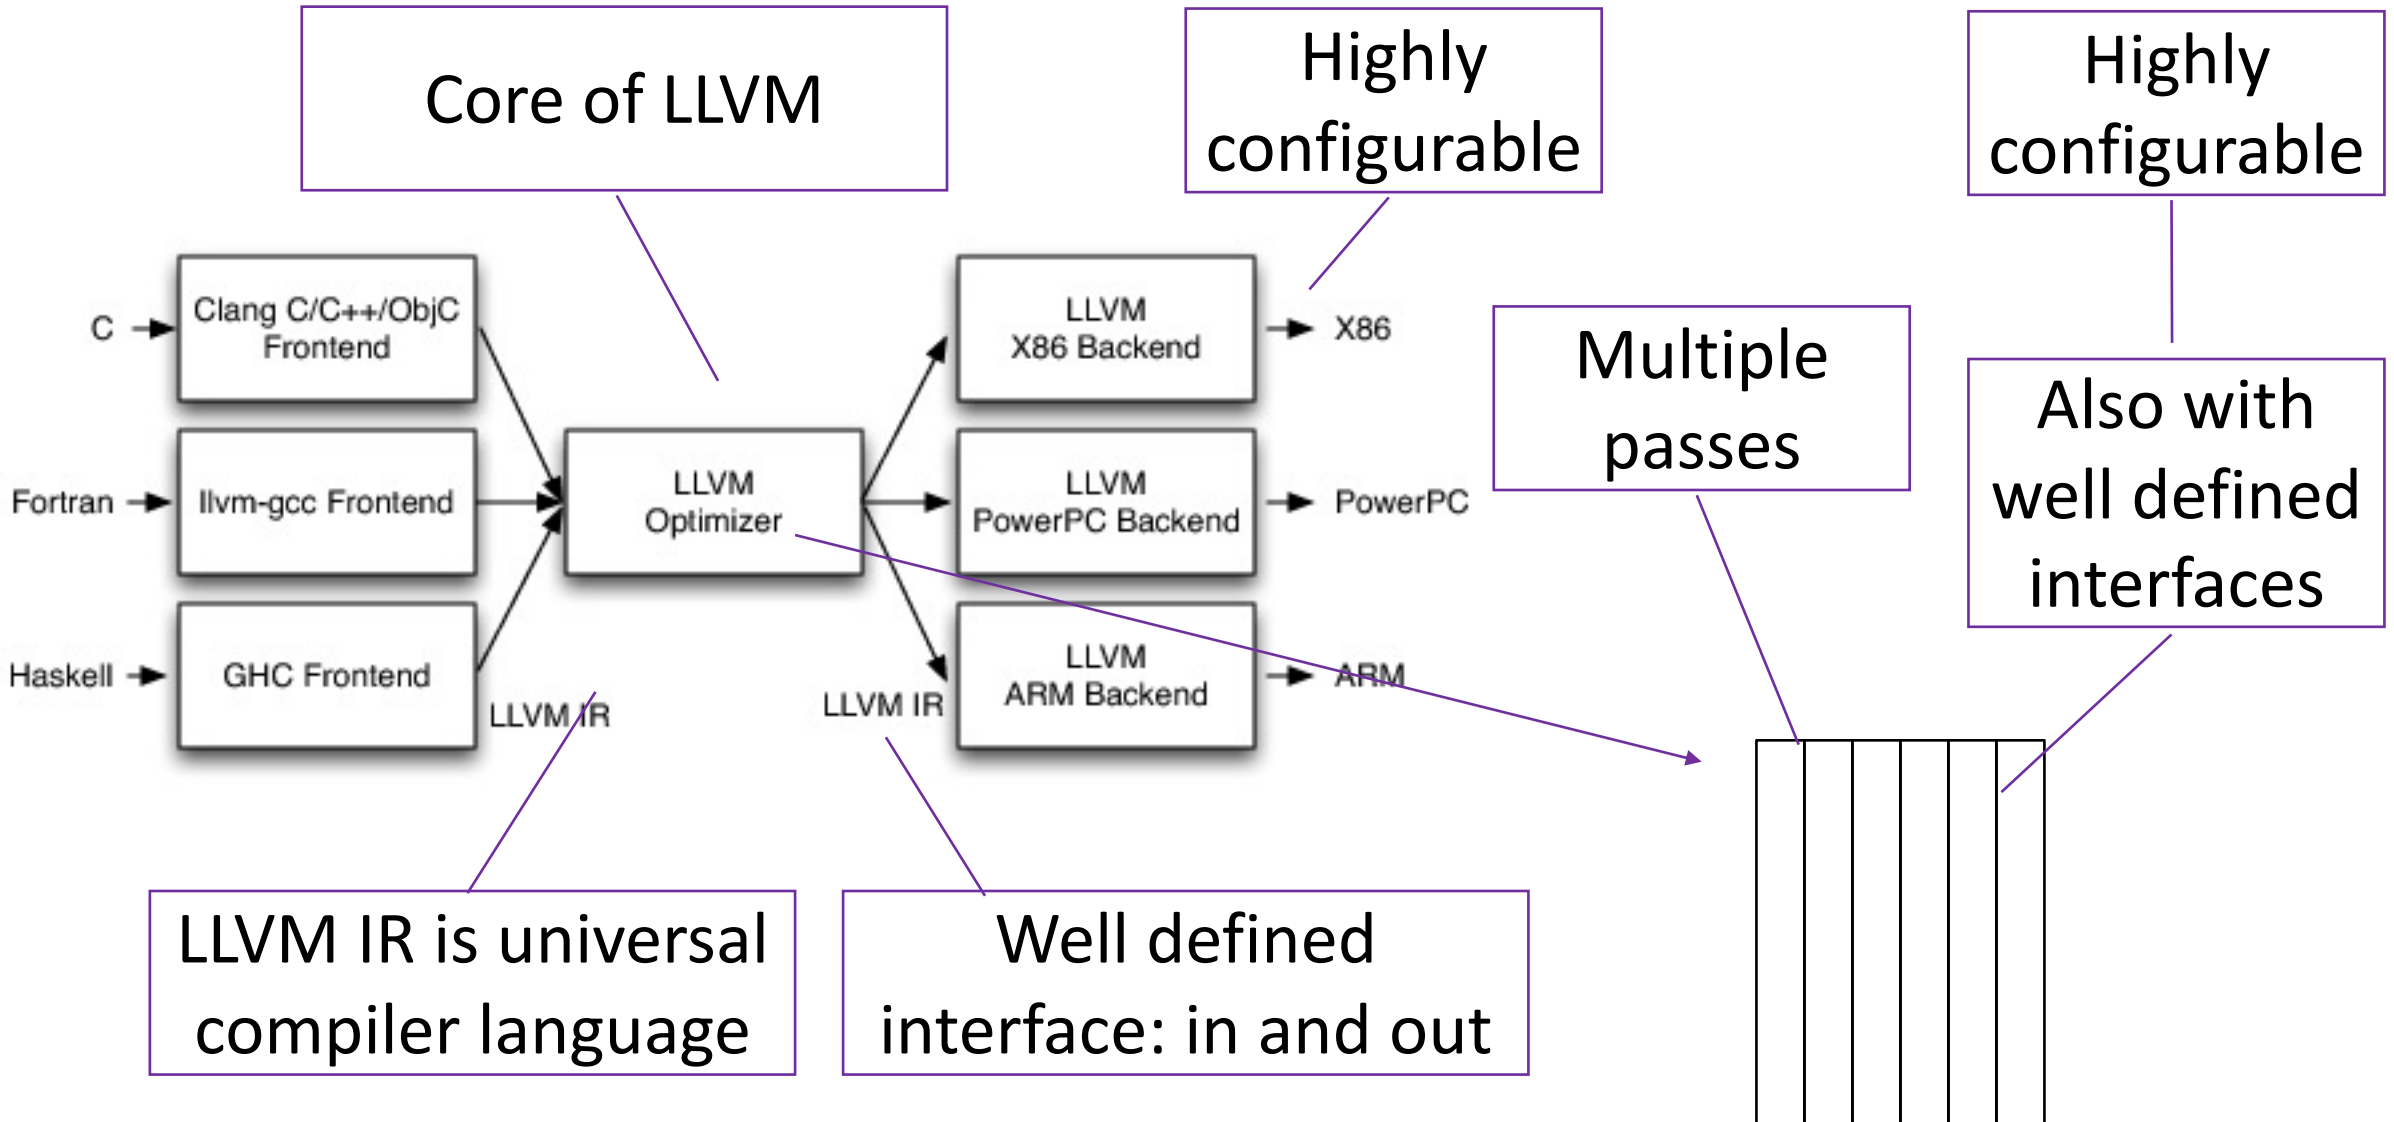 Core of LLVM
Highly
configurable
Highly
configurable
C
Clang C/C++/ObjC
Frontend
LLVM
X86 Backend
X86
Multiple
passes
Also with
well defined
interfaces
Fortran
llvm-gcc Frontend
LLVM
Optimizer
LLVM
PowerPC Backend
PowerPC
Haskell
GHC Frontend
LLVM IR
LLVM IR
LLVM
ARM Backend
ARM
LLVM IR is universal
compiler language
Well defined
interface: in and out